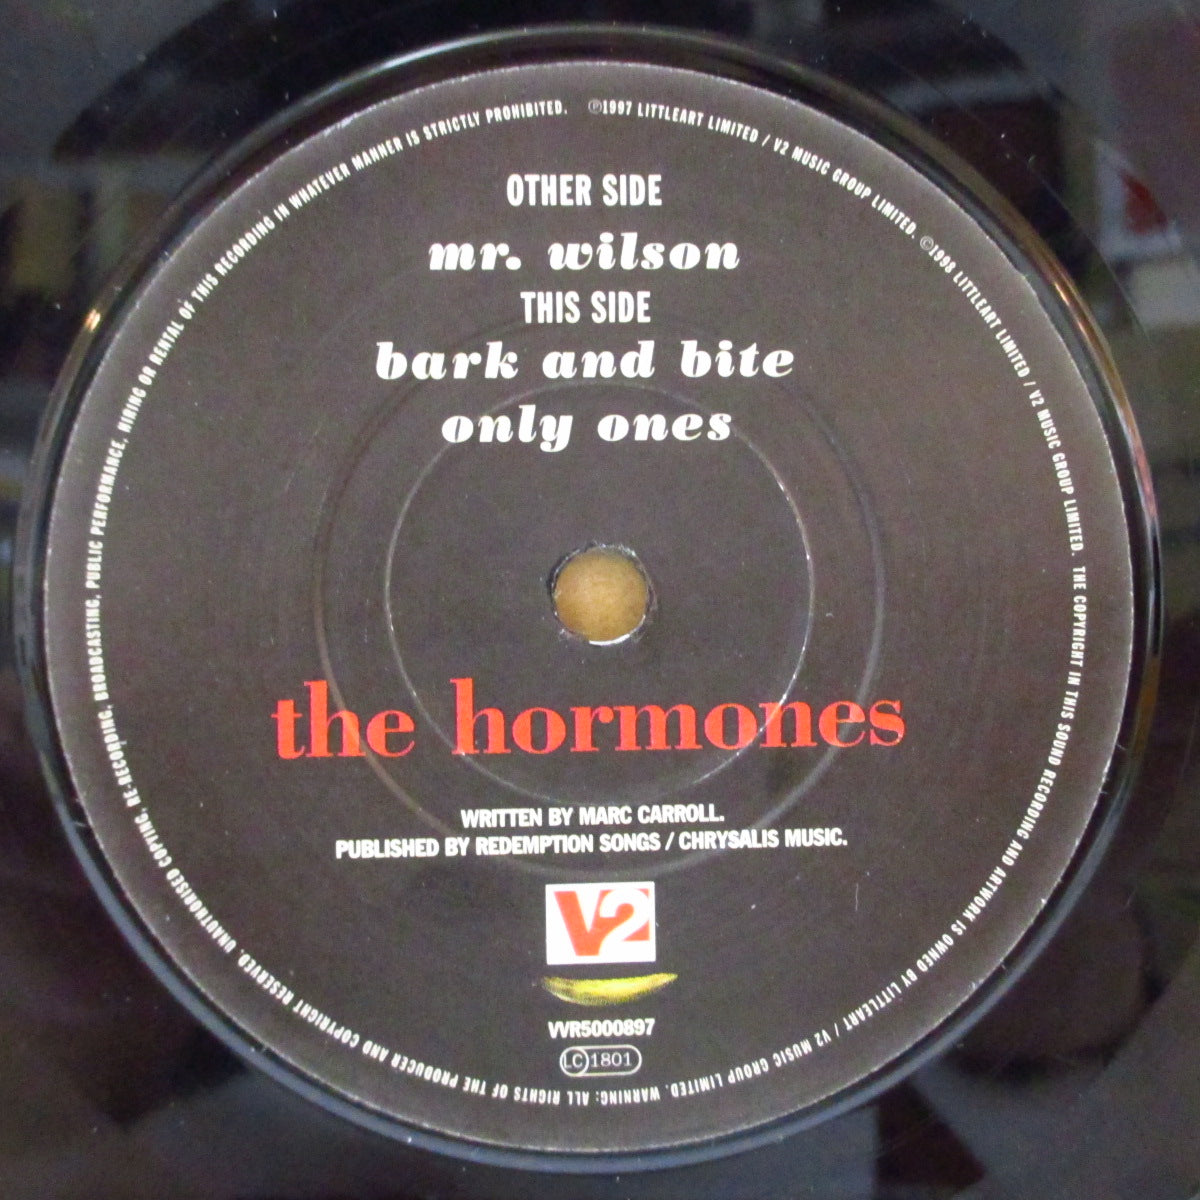 OTHER SIDE
mr. wilson
THIS SIDE
bark and bite
only ones
the hormones
WRITTEN BY MARC CARROLL.
PUBLISHED BY REDEMPTION SONGS / CHRYSALIS MUSIC.
V2
VVR5000897
LC 1801
℗1997 LITTLEART LIMITED / V2 MUSIC GROUP LIMITED. ©1998 LITTLEART LIMITED / V2 MUSIC GROUP LIMITED. THE COPYRIGHT IN THIS SOUND RECORDING AND ARTWORK IS OWNED BY LITTLEART / V2 MUSIC GROUP LIMITED. WARNING: ALL RIGHTS OF THE PRODUCER AND COPYRIGHT RESERVED. UNAUTHORISED COPYING, RE-RECORDING, BROADCASTING, PUBLIC PERFORMANCE, HIRING OR RENTAL OF THIS RECORDING IN WHATEVER MANNER IS STRICTLY PROHIBITED.